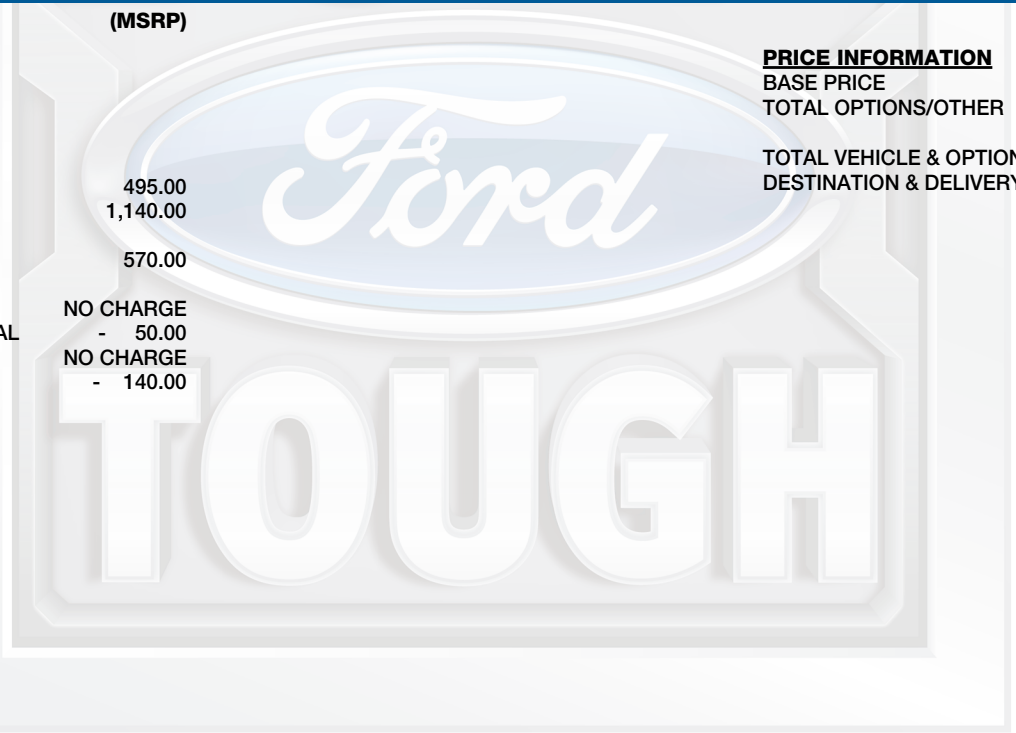 (MSRP)
495.00
1,140.00
570.00
NO CHARGE
AL - 50.00
NO CHARGE
- 140.00
PRICE INFORMATION
BASE PRICE
TOTAL OPTIONS/OTHER
TOTAL VEHICLE & OPTION
DESTINATION & DELIVERY
Ford
TOUGH